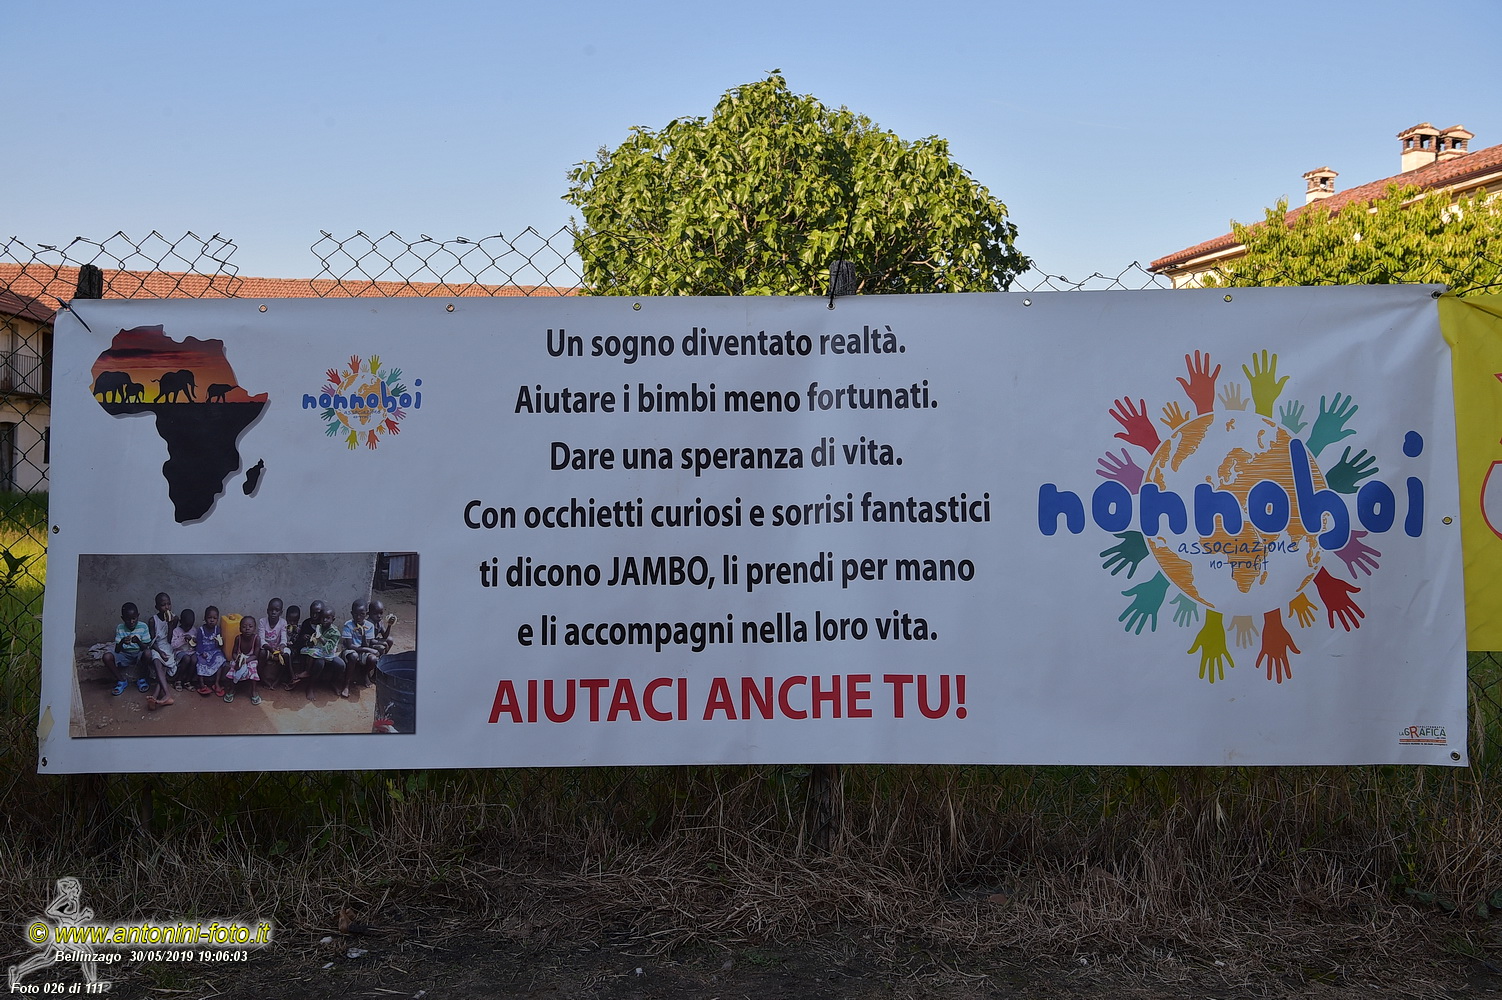 Un sogno diventato realtà.
Aiutare i bimbi meno fortunati.
Dare una speranza di vita.
Con occhietti curiosi e sorrisi fantastici
ti dicono JAMBO, li prendi per mano
e li accompagni nella loro vita.
AIUTACI ANCHE TU!
nonnoboi
associazione
nonnoboi
associazione
no-profit
LaGRAFICA
© www.antonini-foto.it
Bellinzago 30/05/2019 19:06:03
Foto 026 di 111